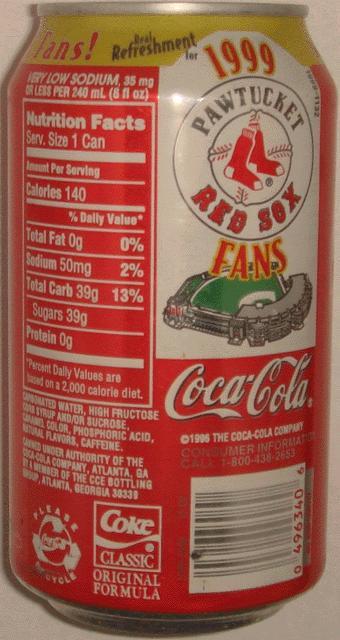 Fans!
Real
Refreshment
for
1999
VERY LOW SODIUM, 35 mg
OR LESS PER 240 mL (8 fl oz)
Nutrition Facts
Serv. Size 1 Can
Amount Per Serving
Calories 140
% Daily Value*
Total Fat 0g 0%
Sodium 50mg 2%
Total Carb 39g 13%
Sugars 39g
Protein 0g
*Percent Daily Values are
based on a 2,000 calorie diet.
CARBONATED WATER, HIGH FRUCTOSE
CORN SYRUP AND/OR SUCROSE,
CARAMEL COLOR, PHOSPHORIC ACID,
NATURAL FLAVORS, CAFFEINE.
CANNED UNDER AUTHORITY OF THE
COCA-COLA COMPANY, ATLANTA, GA
BY A MEMBER OF THE CCE BOTTLING
GROUP, ATLANTA, GEORGIA 30339
PLEASE
RECYCLE
Coke
CLASSIC
ORIGINAL
FORMULA
PAWTUCKET
RED SOX
®
FANS
Coca-Cola
©1996 THE COCA-COLA COMPANY
CONSUMER INFORMATION
CALL 1-800-438-2653
0 496340 6